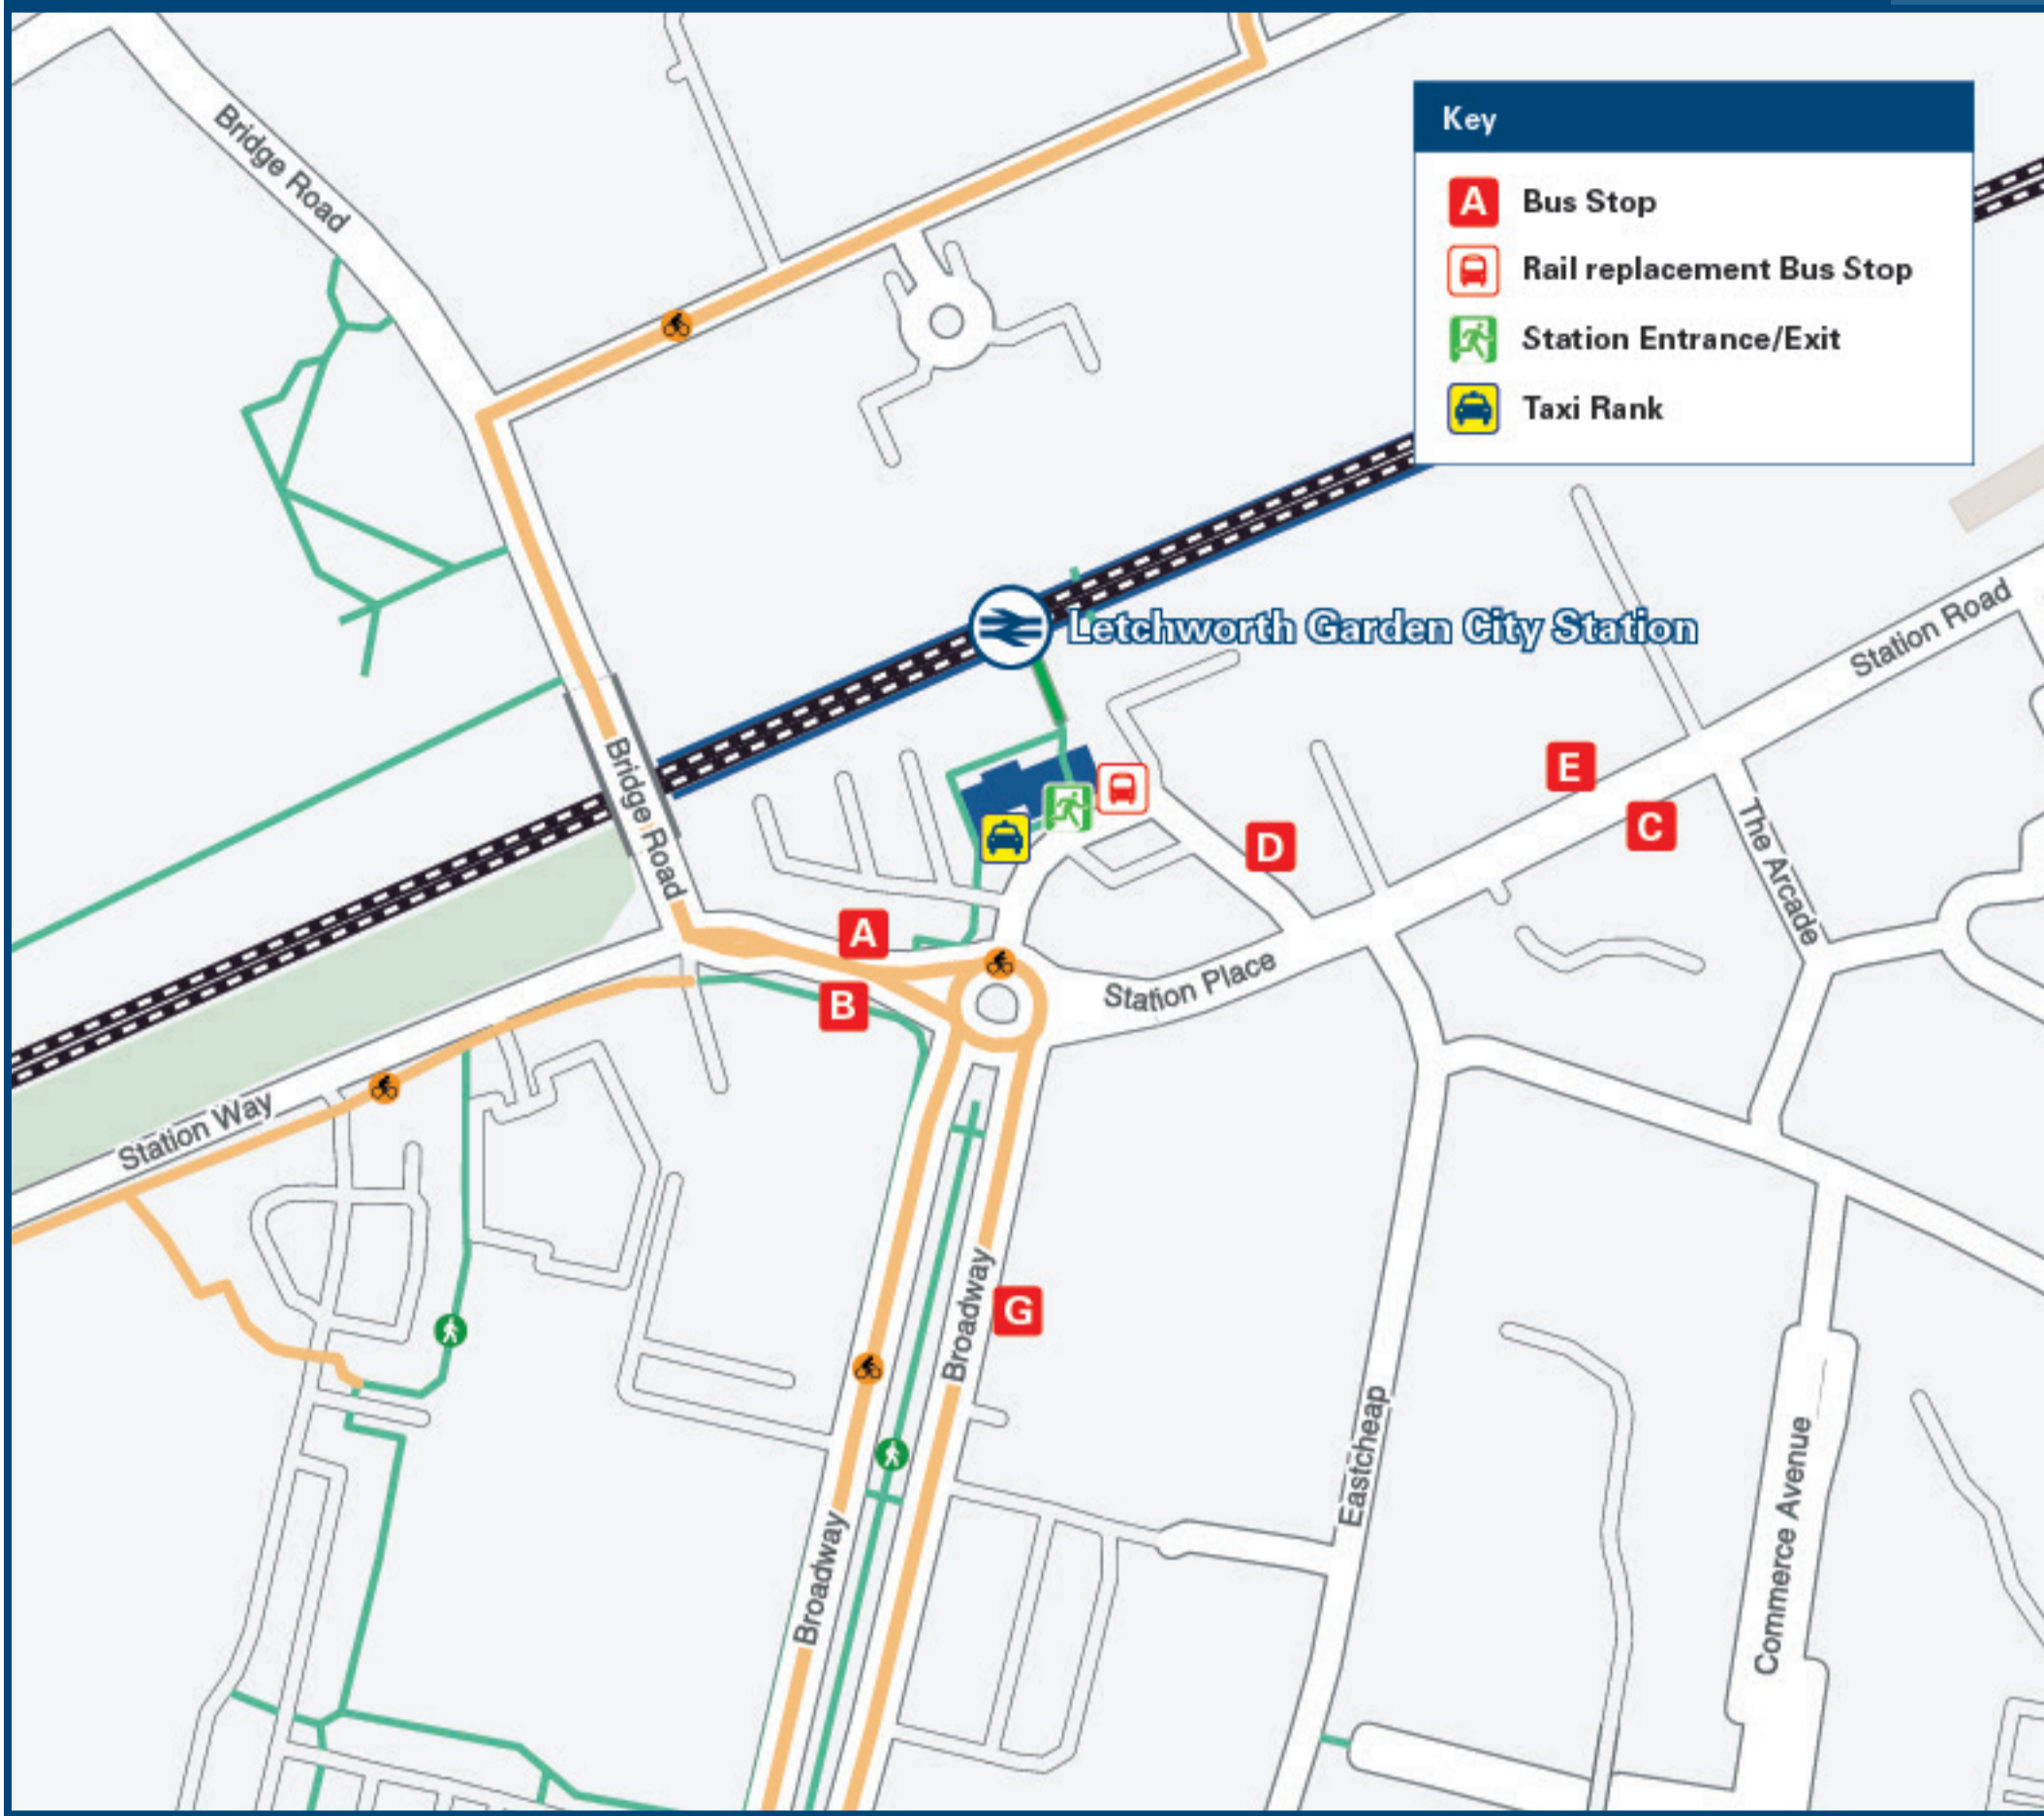 Bridge Road
Key
A Bus Stop
Rail replacement Bus Stop
Station Entrance/Exit
Taxi Rank
Letchworth Garden City Station
Station Road
Bridge Road
E
C
D
The Arcade
A
B
Station Place
Station Way
G
Broadway
Eastcheap
Broadway
Commerce Avenue